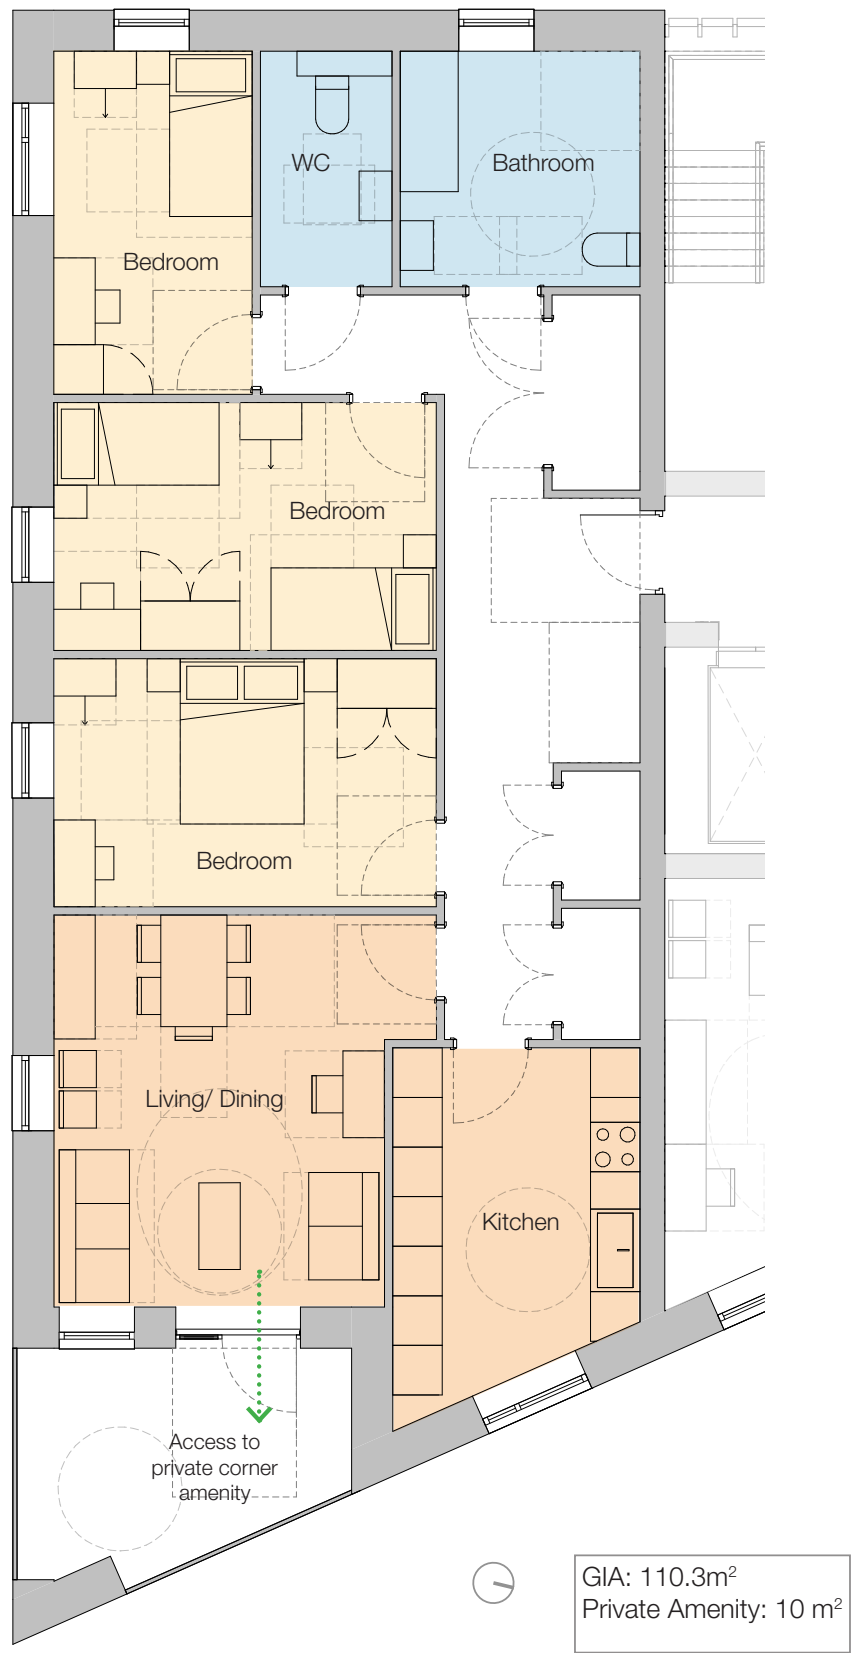 WC
Bathroom
Bedroom
Bedroom
Bedroom
Living/ Dining
Kitchen
Access to
private corner
amenity
GIA: 110.3m²
Private Amenity: 10 m²